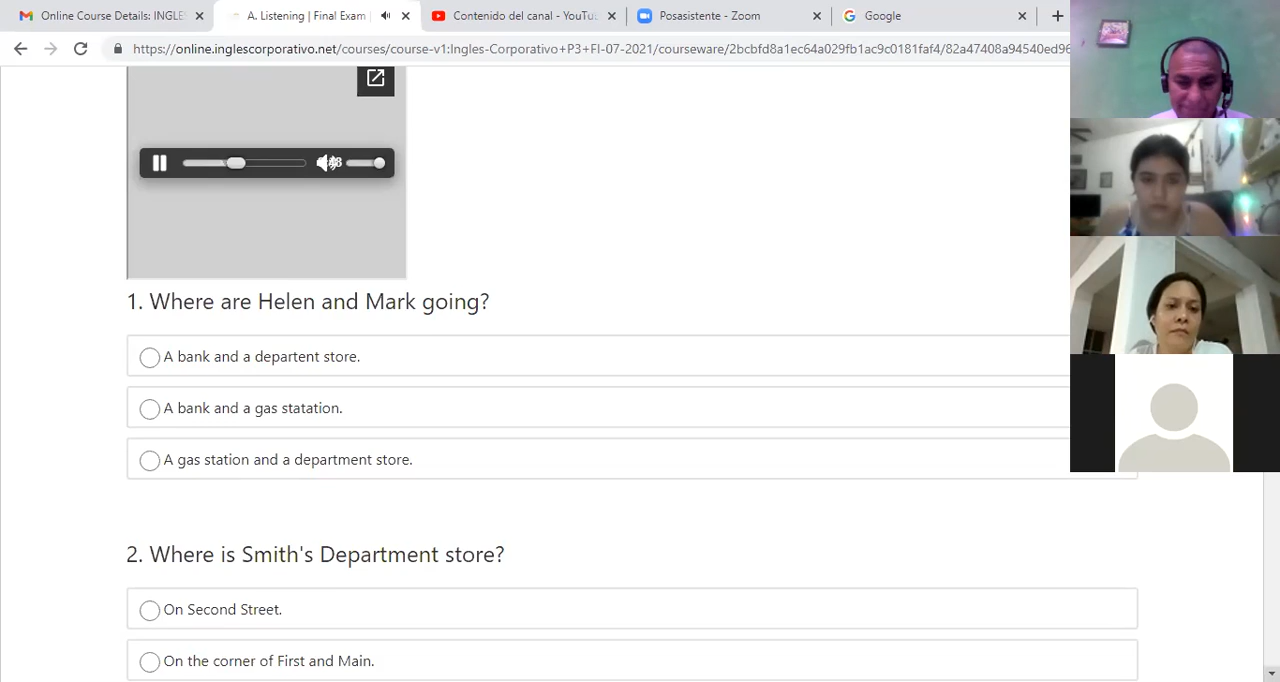 Online Course Details: INGLE
A. Listening | Final Exam
Contenido del canal - YouTu
Posasistente - Zoom
Google
https://online.inglescorporativo.net/courses/course-v1:Ingles-Corporativo+P3+FI-07-2021/courseware/2bcbfd8a1ec64a029fb1ac9c0181faf4/82a47408a94540ed96
1. Where are Helen and Mark going?
A bank and a departent store.
A bank and a gas statation.
A gas station and a department store.
2. Where is Smith's Department store?
On Second Street.
On the corner of First and Main.